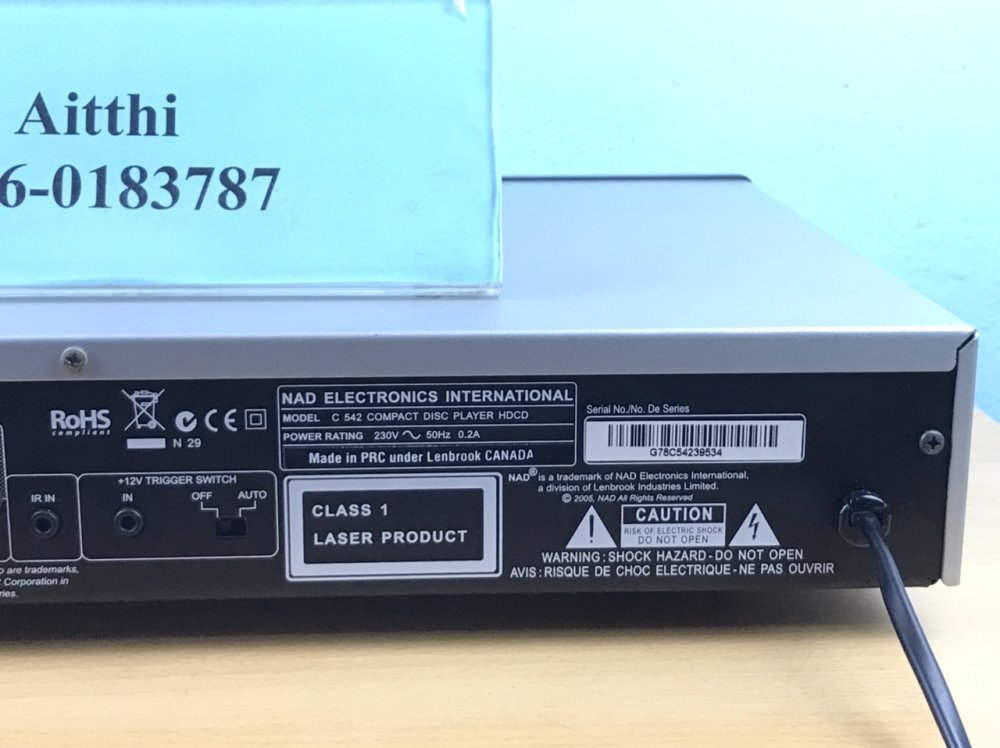 Aitthi
6-0183787
RoHS
compliant
N 29
NAD ELECTRONICS INTERNATIONAL
MODEL C 542 COMPACT DISC PLAYER HDCD
POWER RATING 230V 50Hz 0.2A
Made in PRC under Lenbrook CANADA
Serial No./No. De Series
G78C54239534
NAD® is a trademark of NAD Electronics International,
a division of Lenbrook Industries Limited.
© 2005, NAD All Rights Reserved
IR IN
+12V TRIGGER SWITCH
IN
OFF
AUTO
CLASS 1
LASER PRODUCT
CAUTION
RISK OF ELECTRIC SHOCK
DO NOT OPEN
WARNING : SHOCK HAZARD - DO NOT OPEN
AVIS : RISQUE DE CHOC ELECTRIQUE - NE PAS OUVRIR
are trademarks,
Corporation in